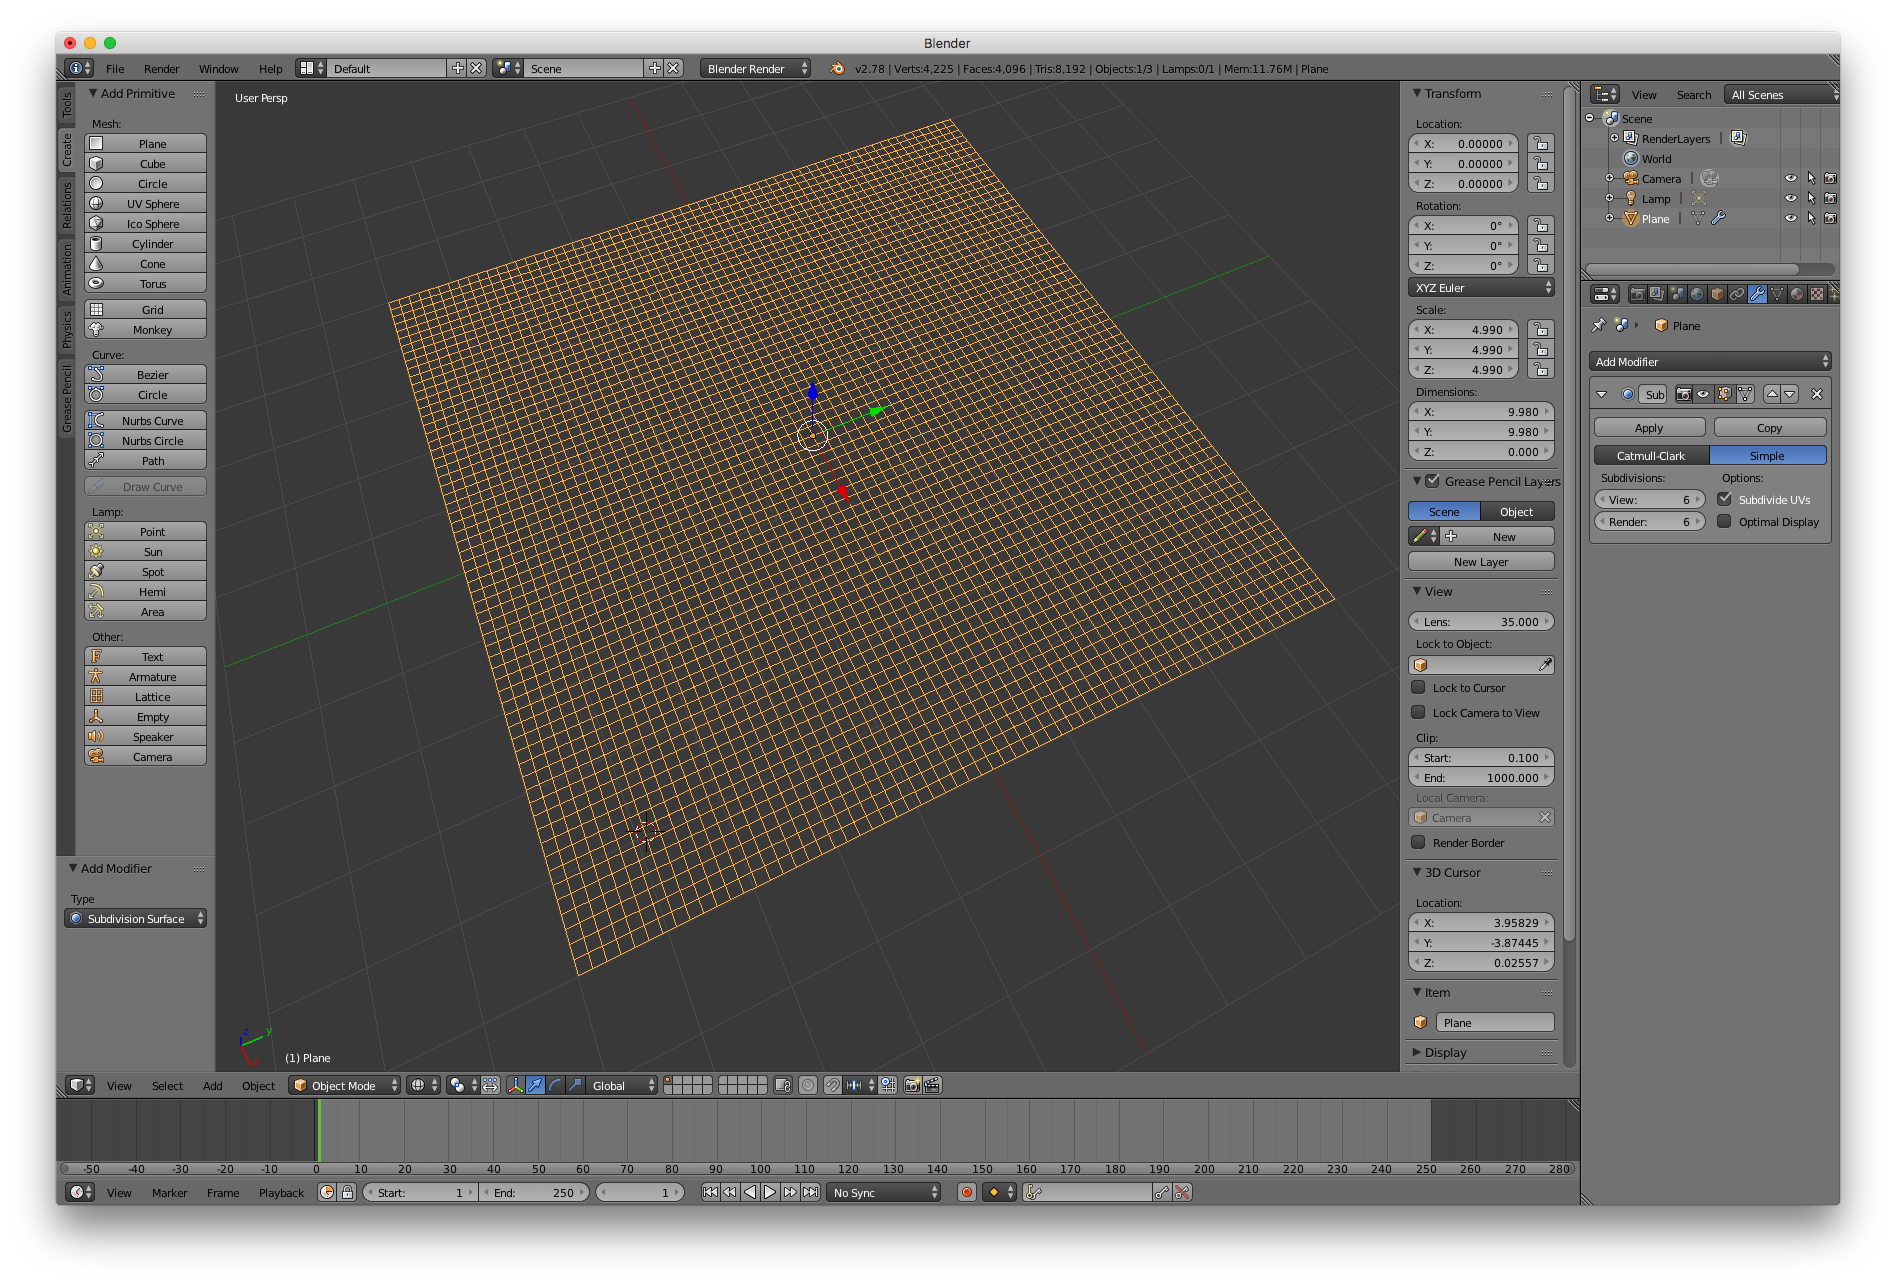 Blender
File Render Window Help Default Scene Blender Render v2.78 | Verts:4,225 | Faces:4,096 | Tris:8,192 | Objects:1/3 | Lamps:0/1 | Mem:11.76M | Plane
Tools
Create
Relations
Animation
Physics
Grease Pencil
Add Primitive
Mesh:
Plane
Cube
Circle
UV Sphere
Ico Sphere
Cylinder
Cone
Torus
Grid
Monkey
Curve:
Bezier
Circle
Nurbs Curve
Nurbs Circle
Path
Draw Curve
Lamp:
Point
Sun
Spot
Hemi
Area
Other:
Text
Armature
Lattice
Empty
Speaker
Camera
Add Modifier
Type
Subdivision Surface
User Persp
z
y
x
(1) Plane
Transform
Location:
X: 0.00000
Y: 0.00000
Z: 0.00000
Rotation:
X: 0°
Y: 0°
Z: 0°
XYZ Euler
Scale:
X: 4.990
Y: 4.990
Z: 4.990
Dimensions:
X: 9.980
Y: 9.980
Z: 0.000
Grease Pencil Layers
Scene Object
New
New Layer
View
Lens: 35.000
Lock to Object:
Lock to Cursor
Lock Camera to View
Clip:
Start: 0.100
End: 1000.000
Local Camera:
Camera
Render Border
3D Cursor
Location:
X: 3.95829
Y: -3.87445
Z: 0.02557
Item
Plane
Display
View Search All Scenes
Scene
RenderLayers |
World
Camera |
Lamp |
Plane |
Plane
Add Modifier
Sub
Apply Copy
Catmull-Clark Simple
Subdivisions: Options:
View: 6 Subdivide UVs
Render: 6 Optimal Display
View Select Add Object Object Mode Global
-50 -40 -30 -20 -10 0 10 20 30 40 50 60 70 80 90 100 110 120 130 140 150 160 170 180 190 200 210 220 230 240 250 260 270 280
View Marker Frame Playback Start: 1 End: 250 1 No Sync